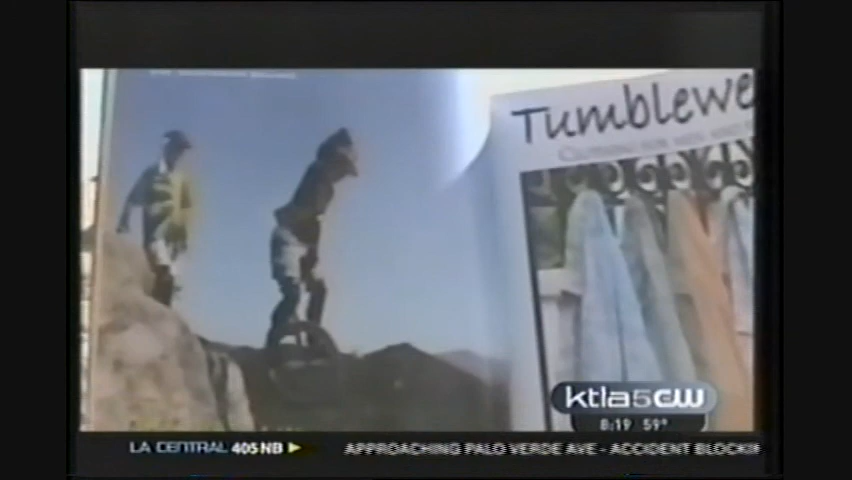 Tumblewe
ktla5CW
8:19 59°
LA CENTRAL 405 NB APPROACHING PALO VERDE AVE - ACCIDENT BLOCKI